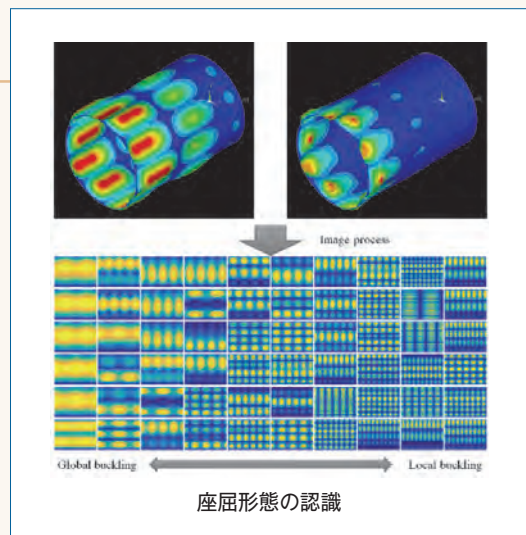 Image process
Global buckling
Local buckling
座屈形態の認識